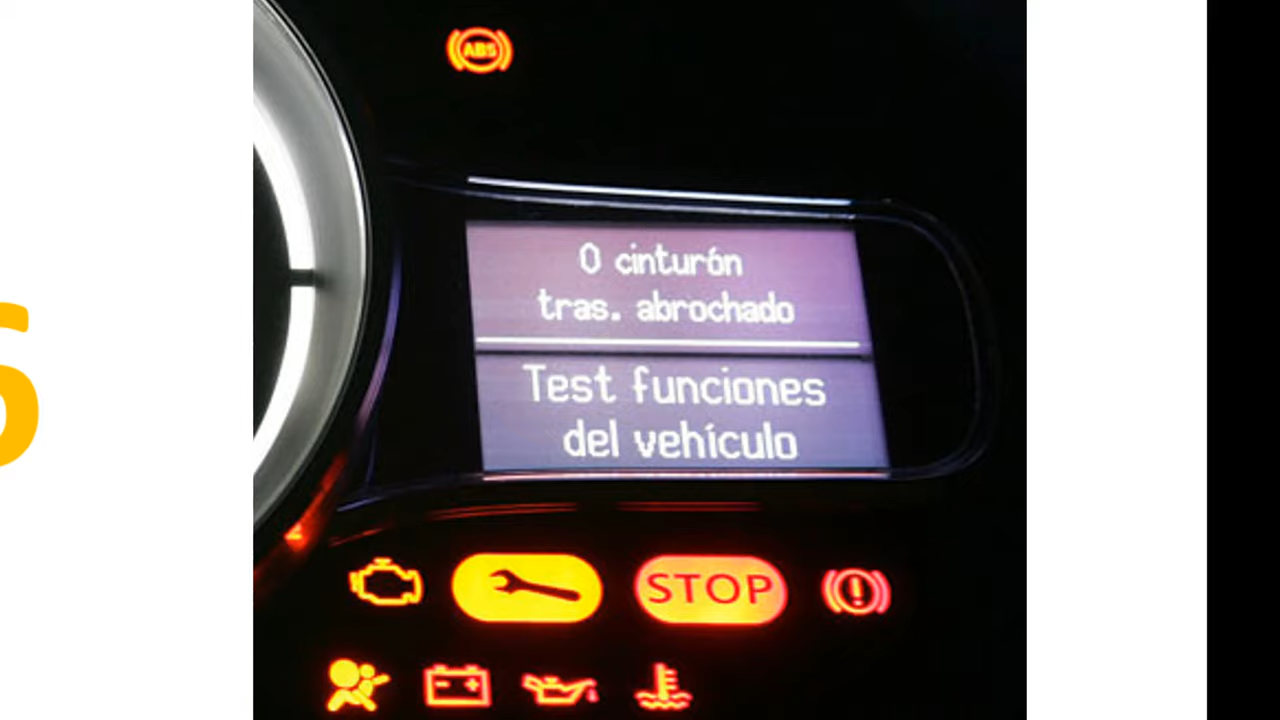 ABS
0 cinturón
tras. abrochado
Test funciones
del vehículo
STOP